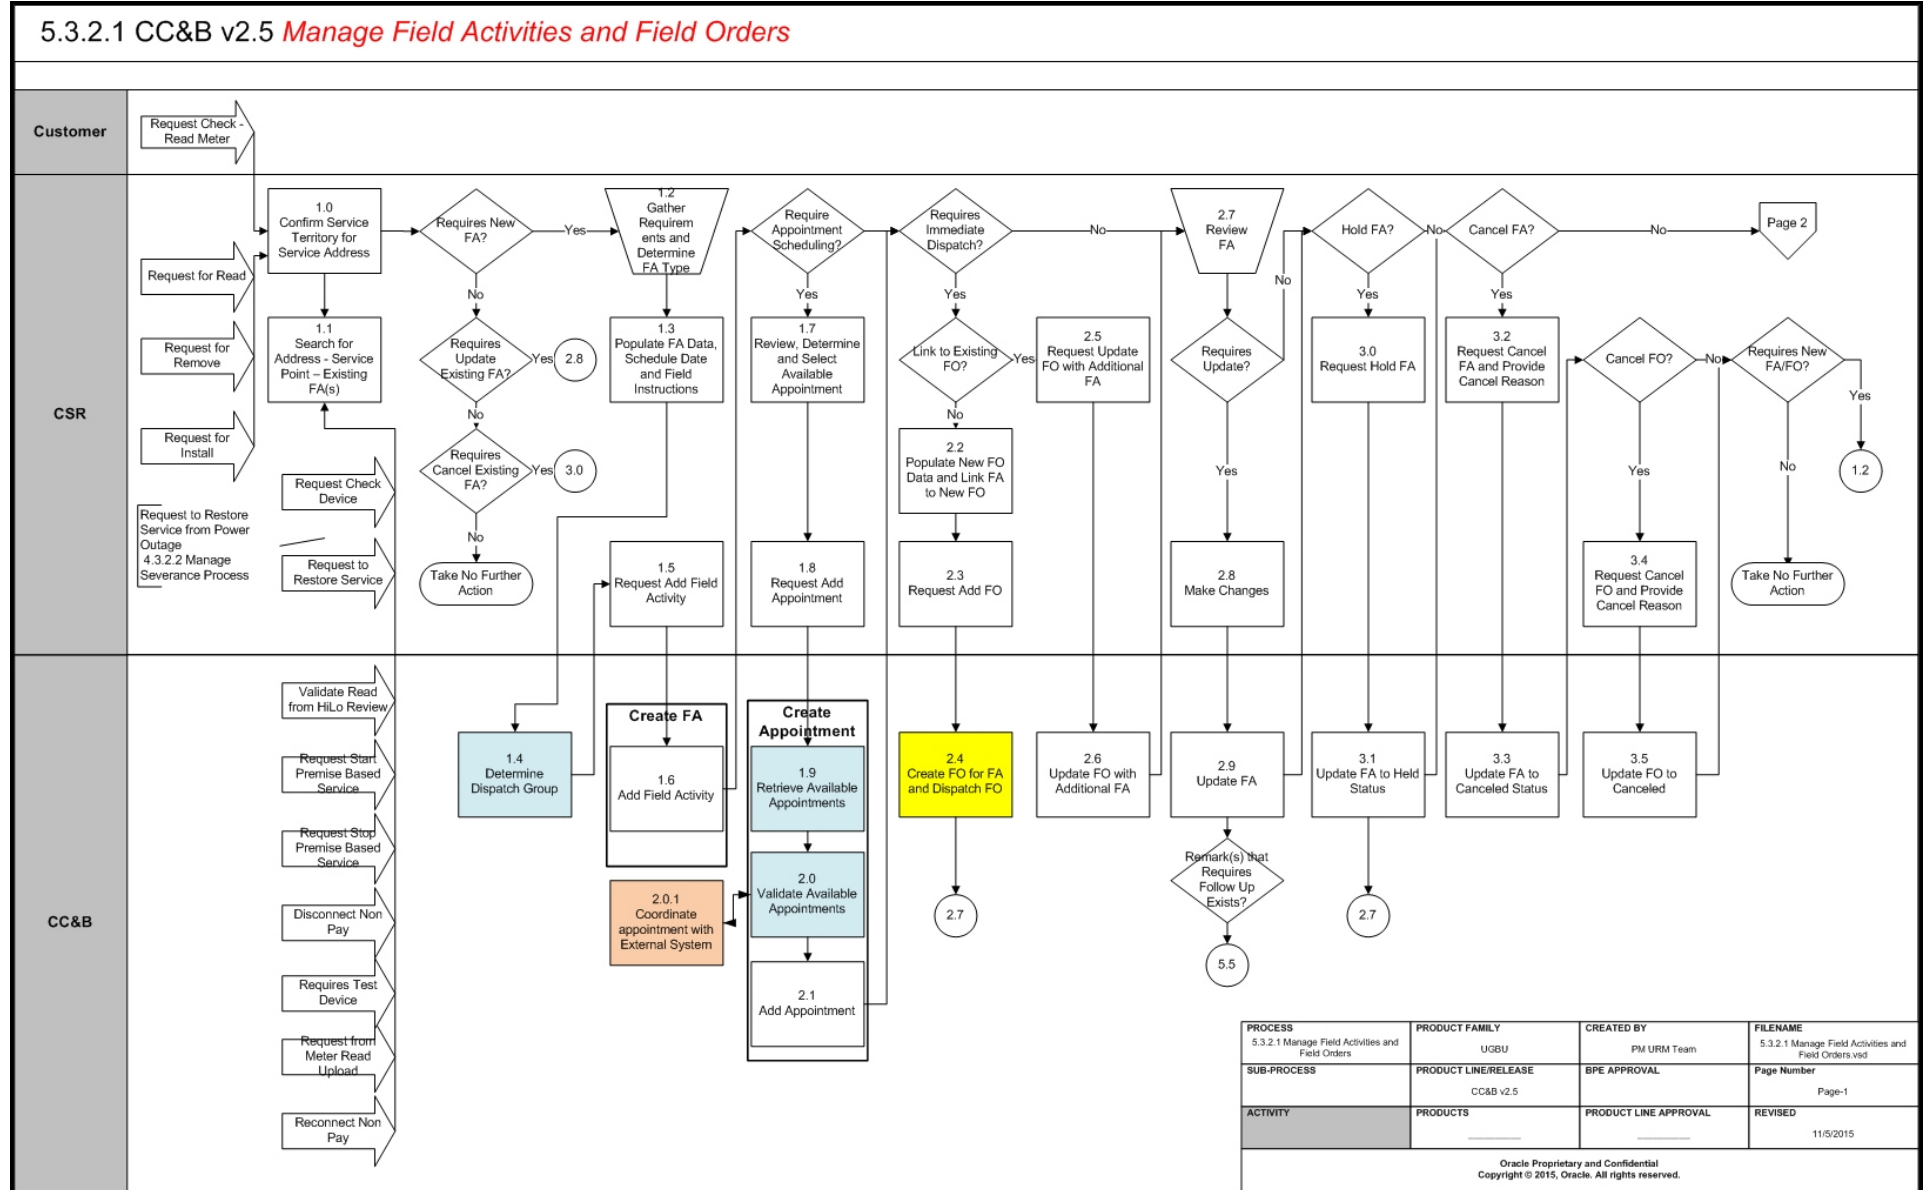 5.3.2.1 CC&B v2.5 Manage Field Activities and Field Orders
Customer
Request Check -
Read Meter
CSR
1.0
Confirm Service
Territory for
Service Address
Requires New
FA?
Yes
1.2
Gather
Requirem
ents and
Determine
FA Type
Require
Appointment
Scheduling?
Requires
Immediate
Dispatch?
No
2.7
Review
FA
Hold FA?
No
Cancel FA?
No
Page 2
Request for Read
No
Yes
Yes
No
Yes
Yes
Request for
Remove
1.1
Search for
Address - Service
Point – Existing
FA(s)
Requires
Update
Existing FA?
Yes
2.8
1.3
Populate FA Data,
Schedule Date
and Field
Instructions
1.7
Review, Determine
and Select
Available
Appointment
Link to Existing
FO?
Yes
2.5
Request Update
FO with Additional
FA
Requires
Update?
3.0
Request Hold FA
3.2
Request Cancel
FA and Provide
Cancel Reason
Cancel FO?
No
Requires New
FA/FO?
Yes
No
No
Request for
Install
Requires
Cancel Existing
FA?
Yes
3.0
2.2
Populate New FO
Data and Link FA
to New FO
Yes
Yes
No
1.2
Request Check
Device
Request to Restore
Service from Power
Outage
4.3.2.2 Manage
Severance Process
No
Request to
Restore Service
Take No Further
Action
1.5
Request Add Field
Activity
1.8
Request Add
Appointment
2.3
Request Add FO
2.8
Make Changes
3.4
Request Cancel
FO and Provide
Cancel Reason
Take No Further
Action
CC&B
Validate Read
from HiLo Review
Request Start
Premise Based
Service
Request Stop
Premise Based
Service
Disconnect Non
Pay
Requires Test
Device
Request from
Meter Read
Upload
Reconnect Non
Pay
1.4
Determine
Dispatch Group
Create FA
1.6
Add Field Activity
Create
Appointment
1.9
Retrieve Available
Appointments
2.0
Validate Available
Appointments
2.0.1
Coordinate
appointment with
External System
2.1
Add Appointment
2.4
Create FO for FA
and Dispatch FO
2.7
2.6
Update FO with
Additional FA
2.9
Update FA
Remark(s) that
Requires
Follow Up
Exists?
5.5
3.1
Update FA to Held
Status
2.7
3.3
Update FA to
Canceled Status
3.5
Update FO to
Canceled
PROCESS
5.3.2.1 Manage Field Activities and
Field Orders
PRODUCT FAMILY
UGBU
CREATED BY
PM URM Team
FILENAME
5.3.2.1 Manage Field Activities and
Field Orders.vsd
SUB-PROCESS
PRODUCT LINE/RELEASE
CC&B v2.5
BPE APPROVAL
Page Number
Page-1
ACTIVITY
PRODUCTS
PRODUCT LINE APPROVAL
REVISED
11/5/2015
Oracle Proprietary and Confidential
Copyright © 2015, Oracle. All rights reserved.